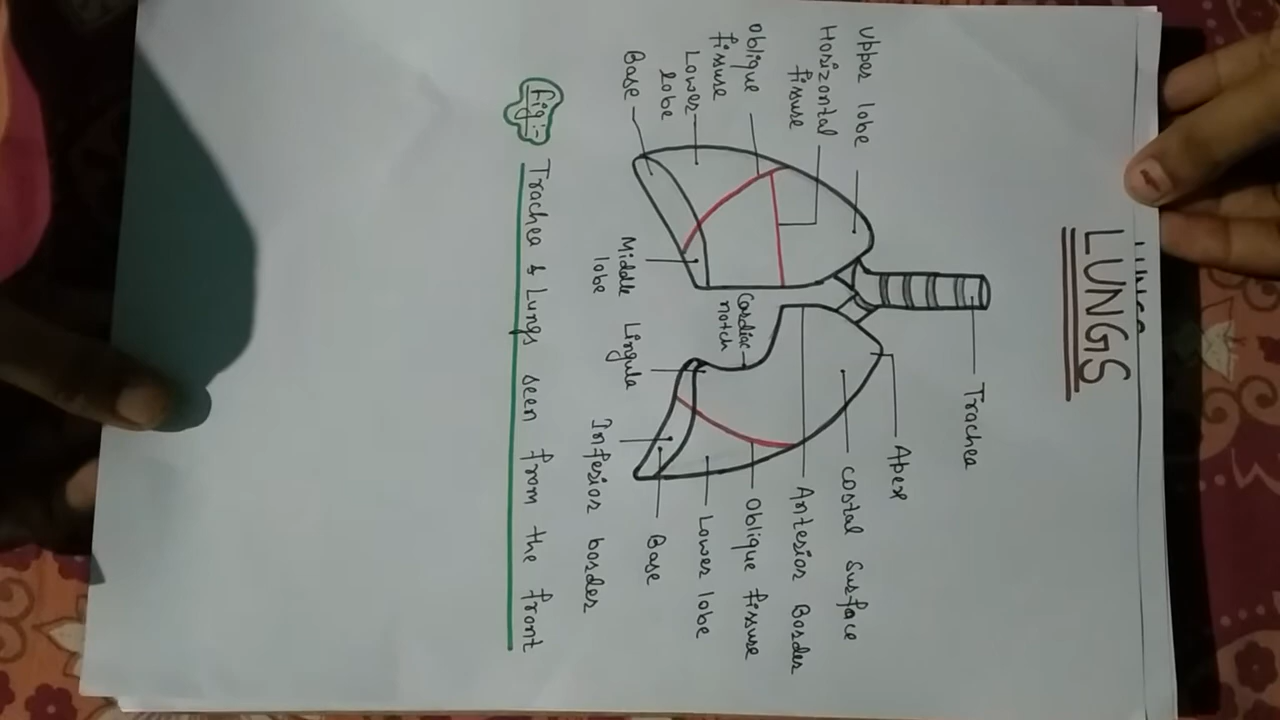 LUNGS
Trachea
Upper lobe
Horizontal
fissure
Oblique
fissure
Lower
lobe
Base
Middle
lobe
Cardiac
notch
Lingula
Apex
Costal surface
Anterior Border
Oblique fissure
Lower lobe
Base
Inferior border
Fig:- Trachea & Lungs seen from the front